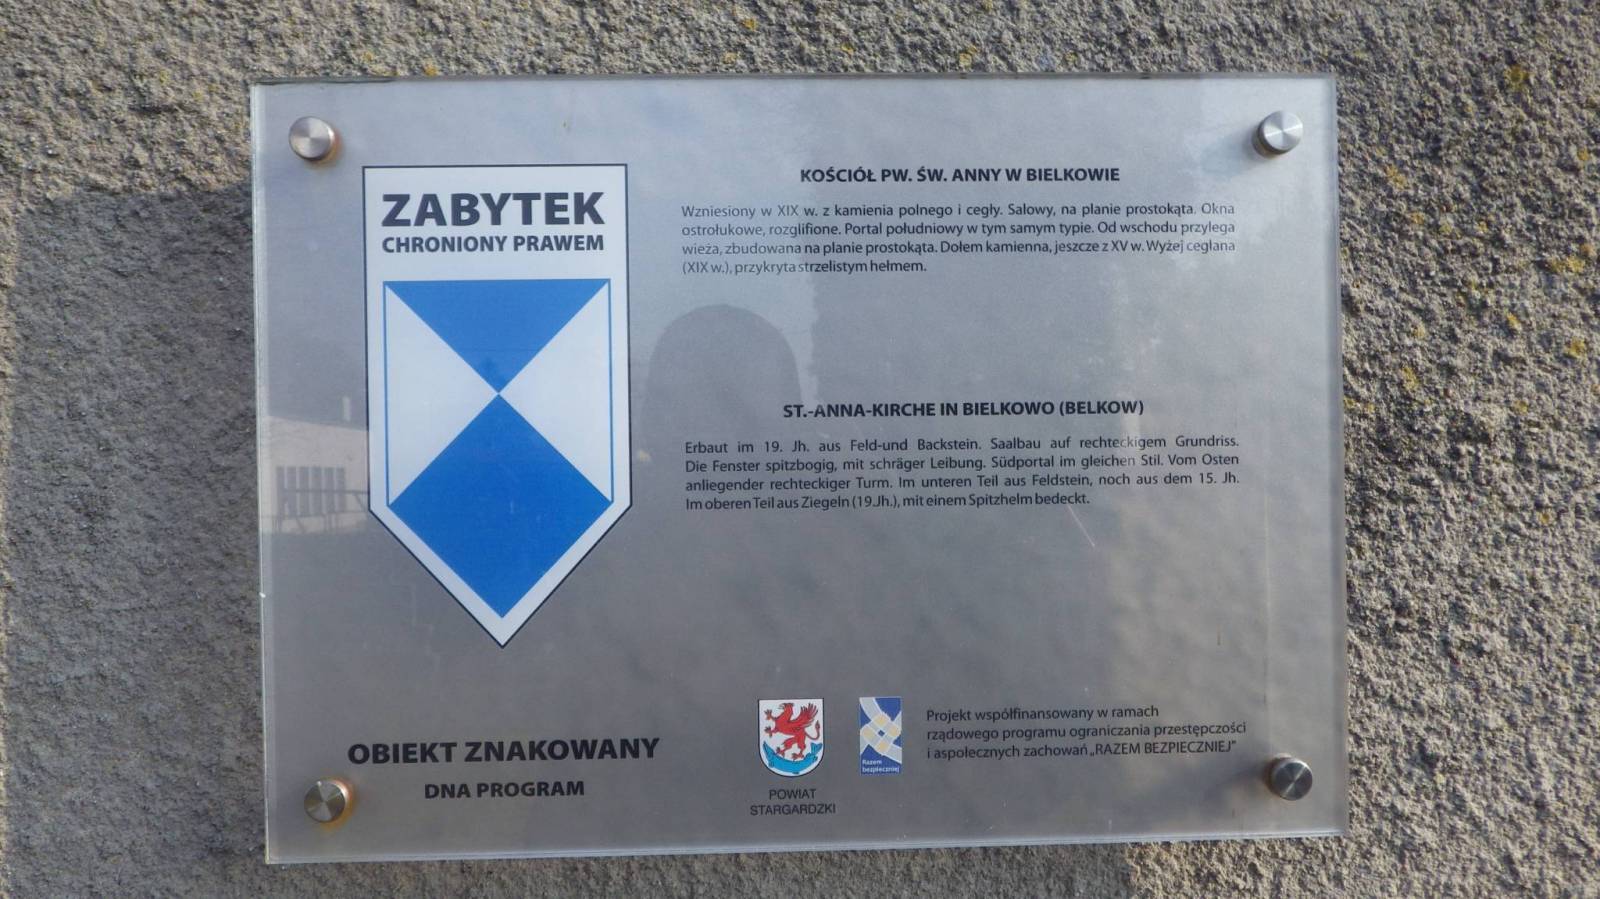 ZABYTEK
CHRONIONY PRAWEM
KOŚCIÓŁ PW. ŚW. ANNY W BIELKOWIE
Wzniesiony w XIX w. z kamienia polnego i cegły. Salowy, na planie prostokąta. Okna
ostrołukowe, rozglifione. Portal południowy w tym samym typie. Od wschodu przylega
wieża, zbudowana na planie prostokąta. Dołem kamienna, jeszcze z XV w. Wyżej ceglana
(XIX w.), przykryta strzelistym hełmem.
ST.-ANNA-KIRCHE IN BIELKOWO (BELKOW)
Erbaut im 19. Jh. aus Feld-und Backstein. Saalbau auf rechteckigem Grundriss.
Die Fenster spitzbogig, mit schräger Leibung. Südportal im gleichen Stil. Vom Osten
anliegender rechteckiger Turm. Im unteren Teil aus Feldstein, noch aus dem 15. Jh.
Im oberen Teil aus Ziegeln (19.Jh.), mit einem Spitzhelm bedeckt.
OBIEKT ZNAKOWANY
DNA PROGRAM
POWIAT
STARGARDZKI
Razem
bezpieczniej
Projekt współfinansowany w ramach
rządowego programu ograniczania przestępczości
i aspołecznych zachowań „RAZEM BEZPIECZNIEJ”